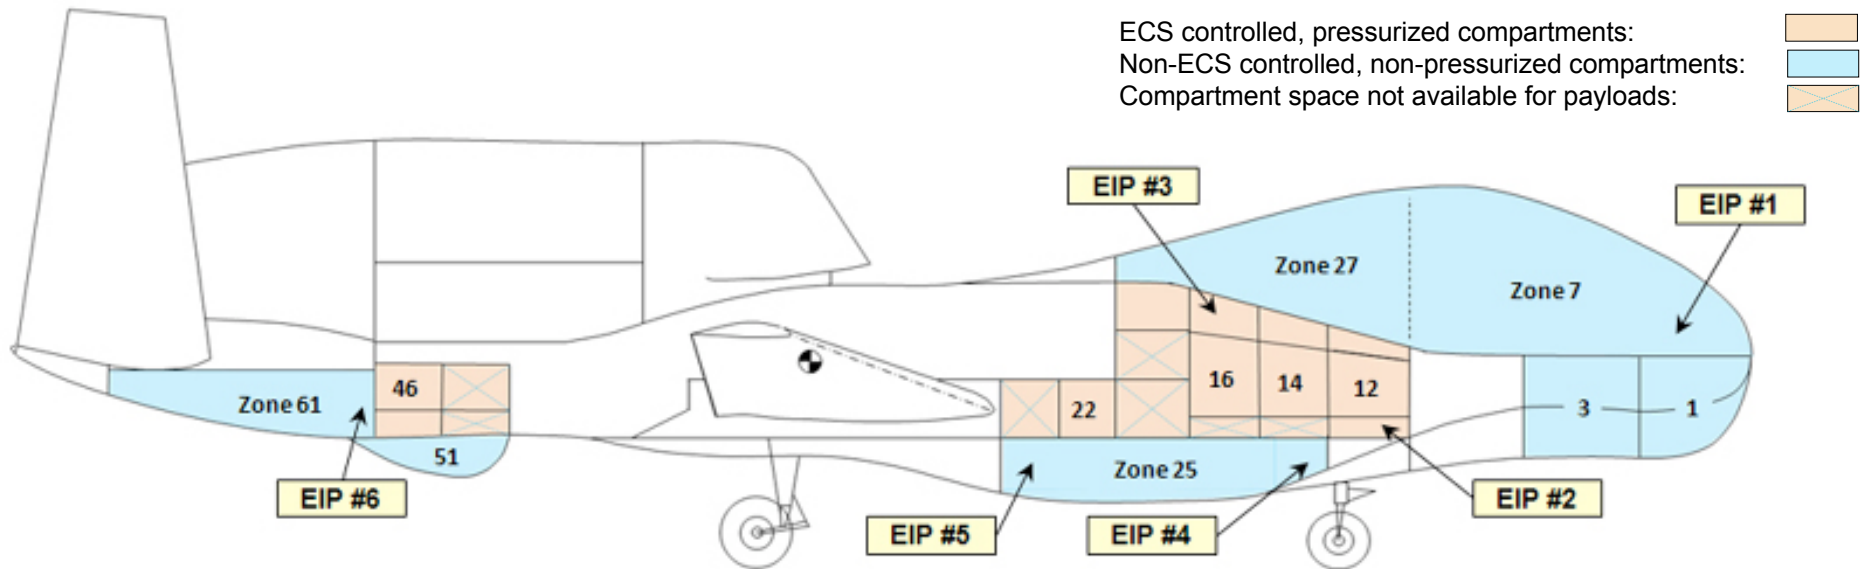 ECS controlled, pressurized compartments:
Non-ECS controlled, non-pressurized compartments:
Compartment space not available for payloads:
EIP #3
EIP #1
Zone 27
Zone 7
16
14
12
46
22
3
1
Zone 61
51
Zone 25
EIP #6
EIP #2
EIP #5
EIP #4